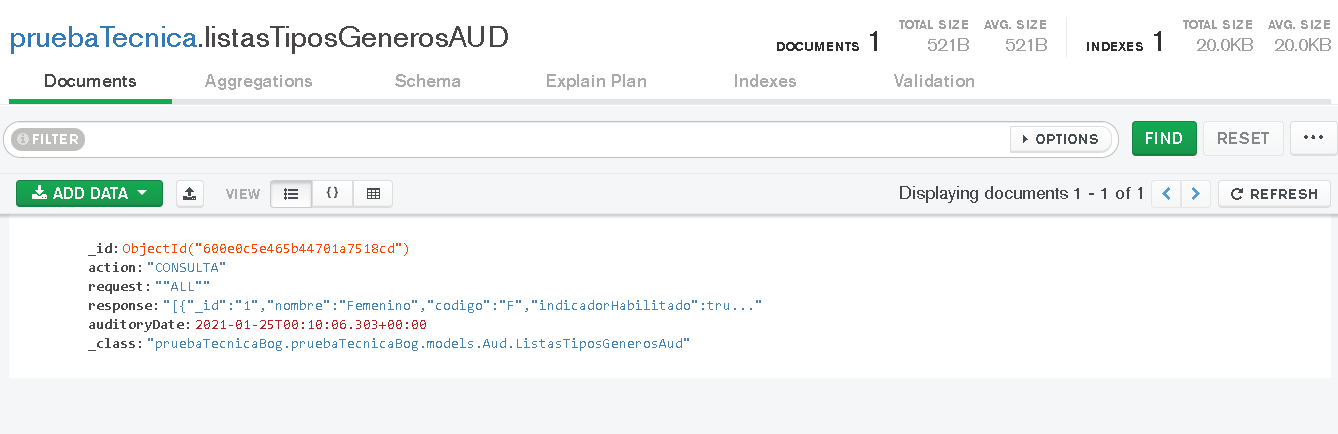 pruebaTecnica.listasTiposGenerosAUD
DOCUMENTS 1 TOTAL SIZE 521B AVG. SIZE 521B INDEXES 1 TOTAL SIZE 20.0KB AVG. SIZE 20.0KB
Documents Aggregations Schema Explain Plan Indexes Validation
FILTER OPTIONS FIND RESET ...
ADD DATA VIEW {} Displaying documents 1 - 1 of 1 < > REFRESH
_id: ObjectId("600e0c5e465b44701a7518cd")
action: "CONSULTA"
request: ""ALL""
response: "[{"_id":"1","nombre":"Femenino","codigo":"F","indicadorHabilitado":tru..."
auditoryDate: 2021-01-25T00:10:06.303+00:00
_class: "pruebaTecnicaBog.pruebaTecnicaBog.models.Aud.ListasTiposGenerosAud"